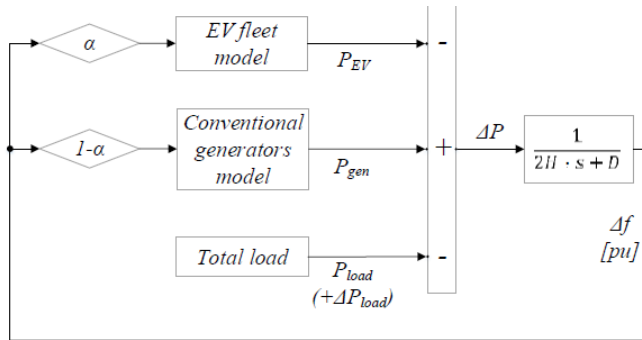 α
EV fleet
model
P_EV
-
1-α
Conventional
generators
model
P_gen
+
ΔP
1
2H · s + D
Δf
[pu]
Total load
P_load
(+ΔP_load)
-